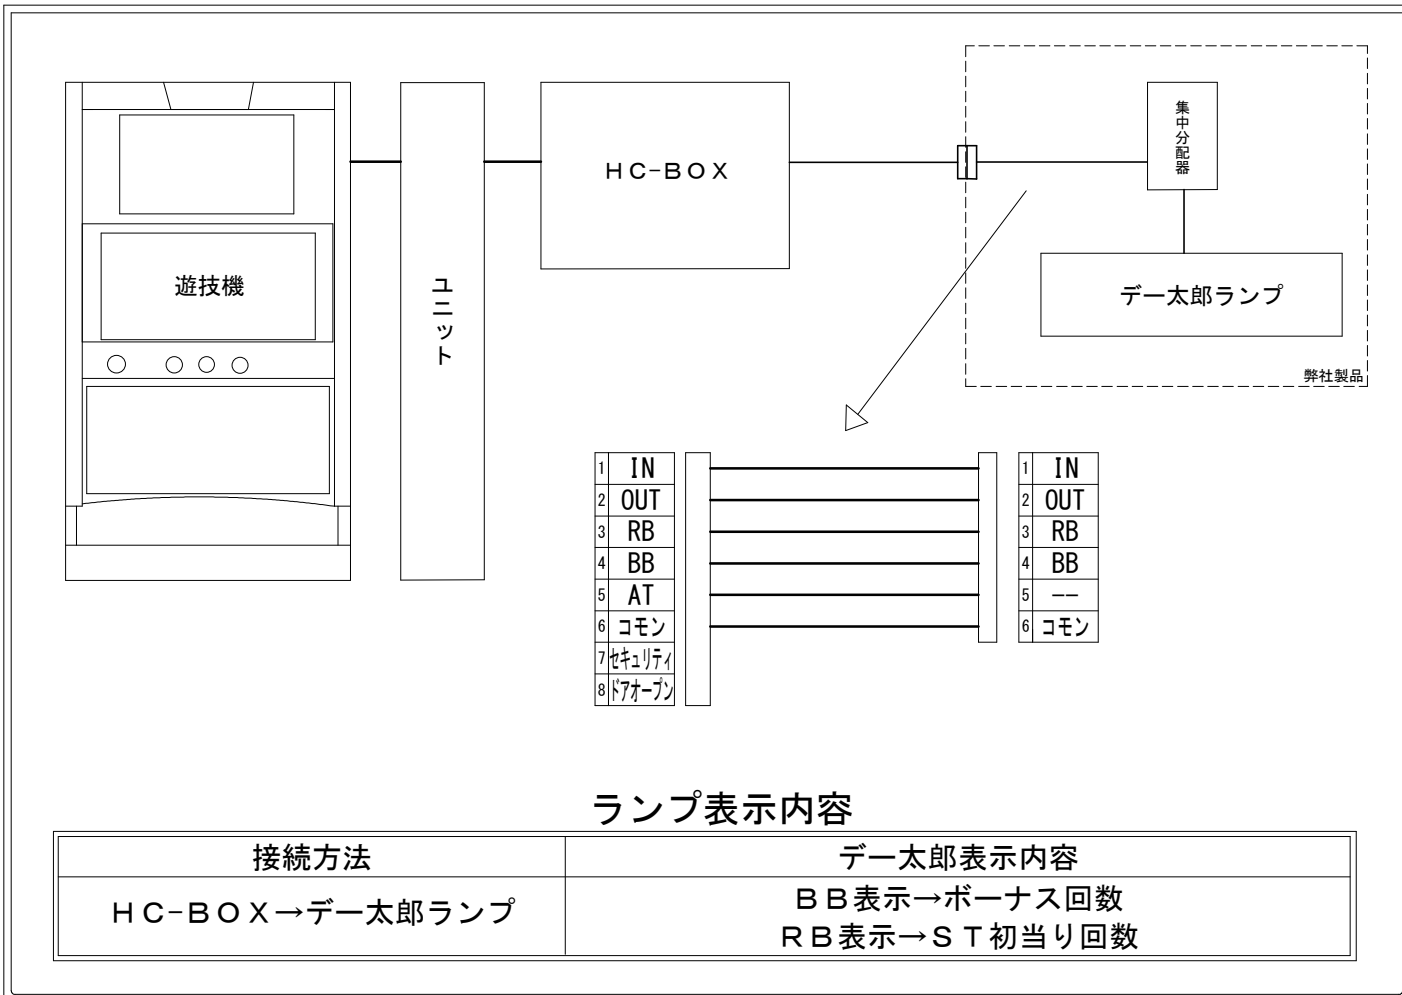 遊技機
ユニット
HC-BOX
集中分配器
デー太郎ランプ
弊社製品
1 IN
2 OUT
3 RB
4 BB
5 AT
6 コモン
7 セキュリティ
8 ドアオープン
1 IN
2 OUT
3 RB
4 BB
5 --
6 コモン
ランプ表示内容
接続方法
デー太郎表示内容
HC-BOX→デー太郎ランプ
BB表示→ボーナス回数
RB表示→ST初当り回数